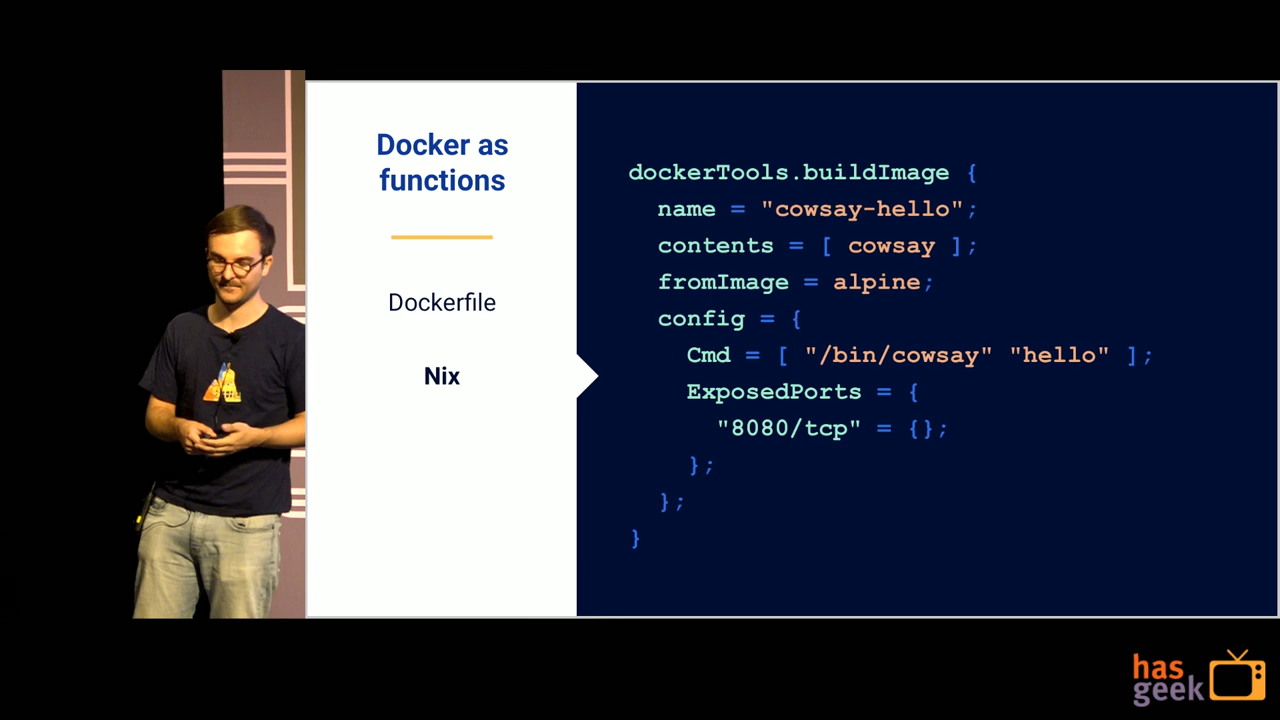 Docker as
functions
Dockerfile
Nix
dockerTools.buildImage {
  name = "cowsay-hello";
  contents = [ cowsay ];
  fromImage = alpine;
  config = {
    Cmd = [ "/bin/cowsay" "hello" ];
    ExposedPorts = {
      "8080/tcp" = {};
    };
  };
}
has
geek